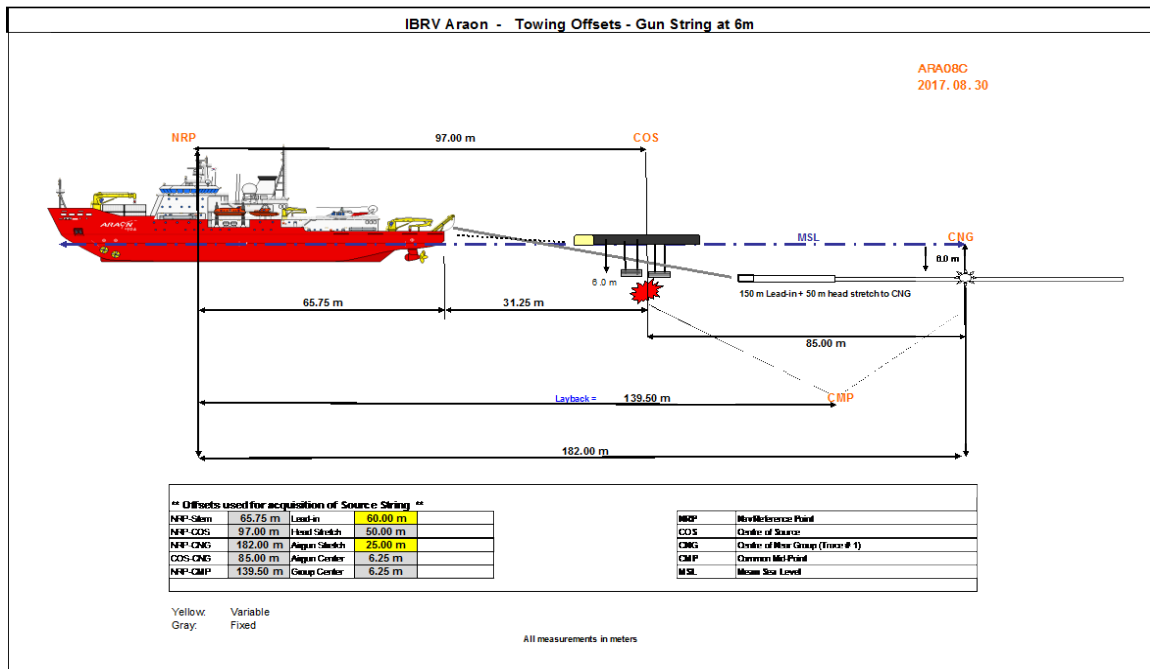 IBRV Araon - Towing Offsets - Gun String at 6m
ARA08C
2017. 08. 30
NRP
97.00 m
COS
ARAON
MSL
CNG
6.0 m
6.0 m
150 m Lead-in + 50 m head stretch to CNG
65.75 m
31.25 m
85.00 m
Layback = 139.50 m
CMP
182.00 m
** Offsets used for acquisition of Source String **
NRP-Stern 65.75 m Lead-in 60.00 m
NRP-COS 97.00 m Head Stretch 50.00 m
NRP-CNG 182.00 m Airgun Stretch 25.00 m
COS-CNG 85.00 m Airgun Center 6.25 m
NRP-CMP 139.50 m Group Center 6.25 m
NRP Nav Reference Point
COS Centre of Source
CNG Centre of Near Group (Trace # 1)
CMP Common Mid-Point
MSL Mean Sea Level
Yellow: Variable
Gray: Fixed
All measurements in meters